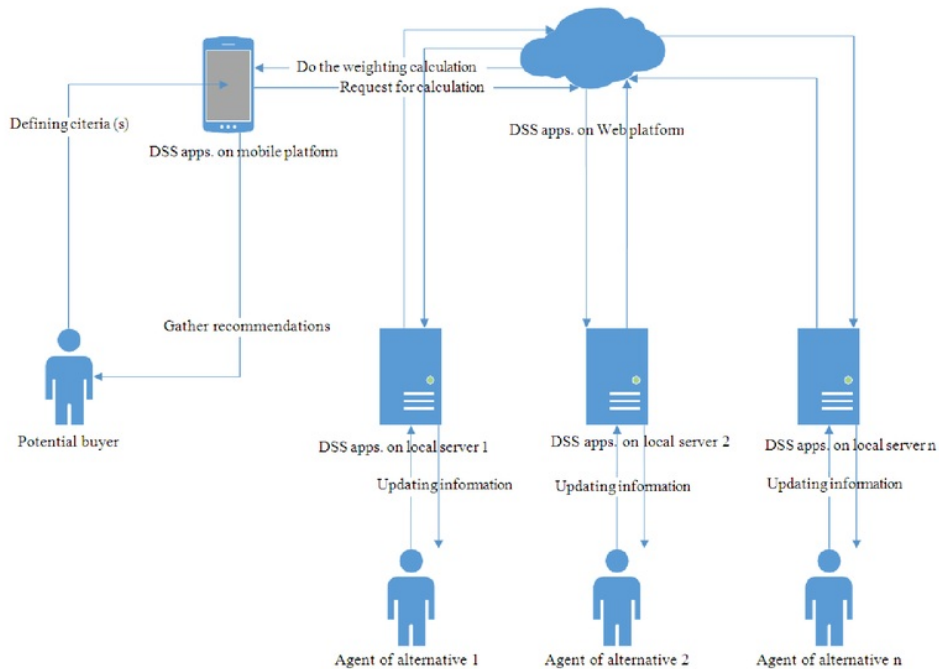 Do the weighting calculation
Request for calculation
Defining citeria (s)
DSS apps. on mobile platform
DSS apps. on Web platform
Gather recommendations
Potential buyer
DSS apps. on local server 1
DSS apps. on local server 2
DSS apps. on local server n
Updating information
Updating information
Updating information
Agent of alternative 1
Agent of alternative 2
Agent of alternative n